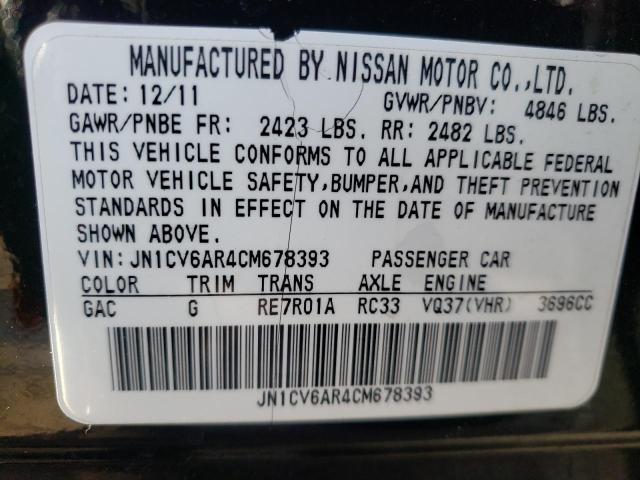 MANUFACTURED BY NISSAN MOTOR CO.,LTD.
DATE: 12/11 GVWR/PNBV: 4846 LBS.
GAWR/PNBE FR: 2423 LBS. RR: 2482 LBS.
THIS VEHICLE CONFORMS TO ALL APPLICABLE FEDERAL
MOTOR VEHICLE SAFETY,BUMPER,AND THEFT PREVENTION
STANDARDS IN EFFECT ON THE DATE OF MANUFACTURE
SHOWN ABOVE.
VIN:JN1CV6AR4CM678393 PASSENGER CAR
COLOR TRIM TRANS AXLE ENGINE
GAC G RE7R01A RC33 VQ37(VHR) 3696CC
JN1CV6AR4CM678393